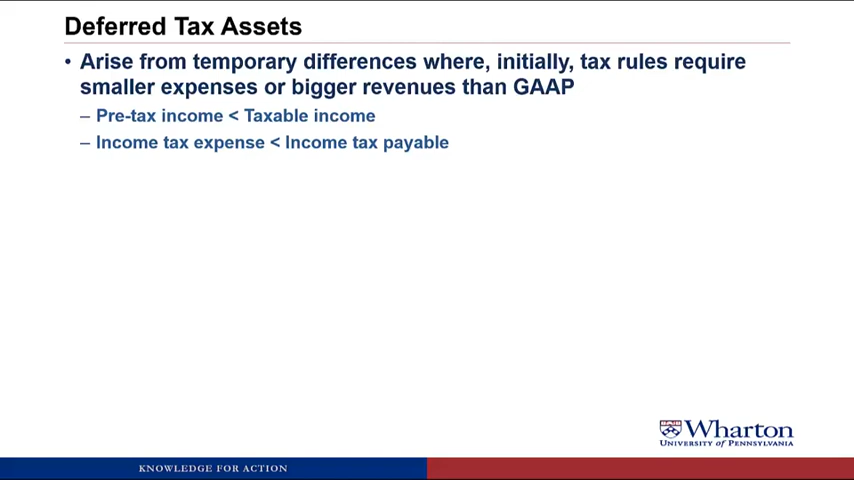 Deferred Tax Assets
• Arise from temporary differences where, initially, tax rules require
smaller expenses or bigger revenues than GAAP
– Pre-tax income < Taxable income
– Income tax expense < Income tax payable
Wharton
UNIVERSITY OF PENNSYLVANIA
KNOWLEDGE FOR ACTION